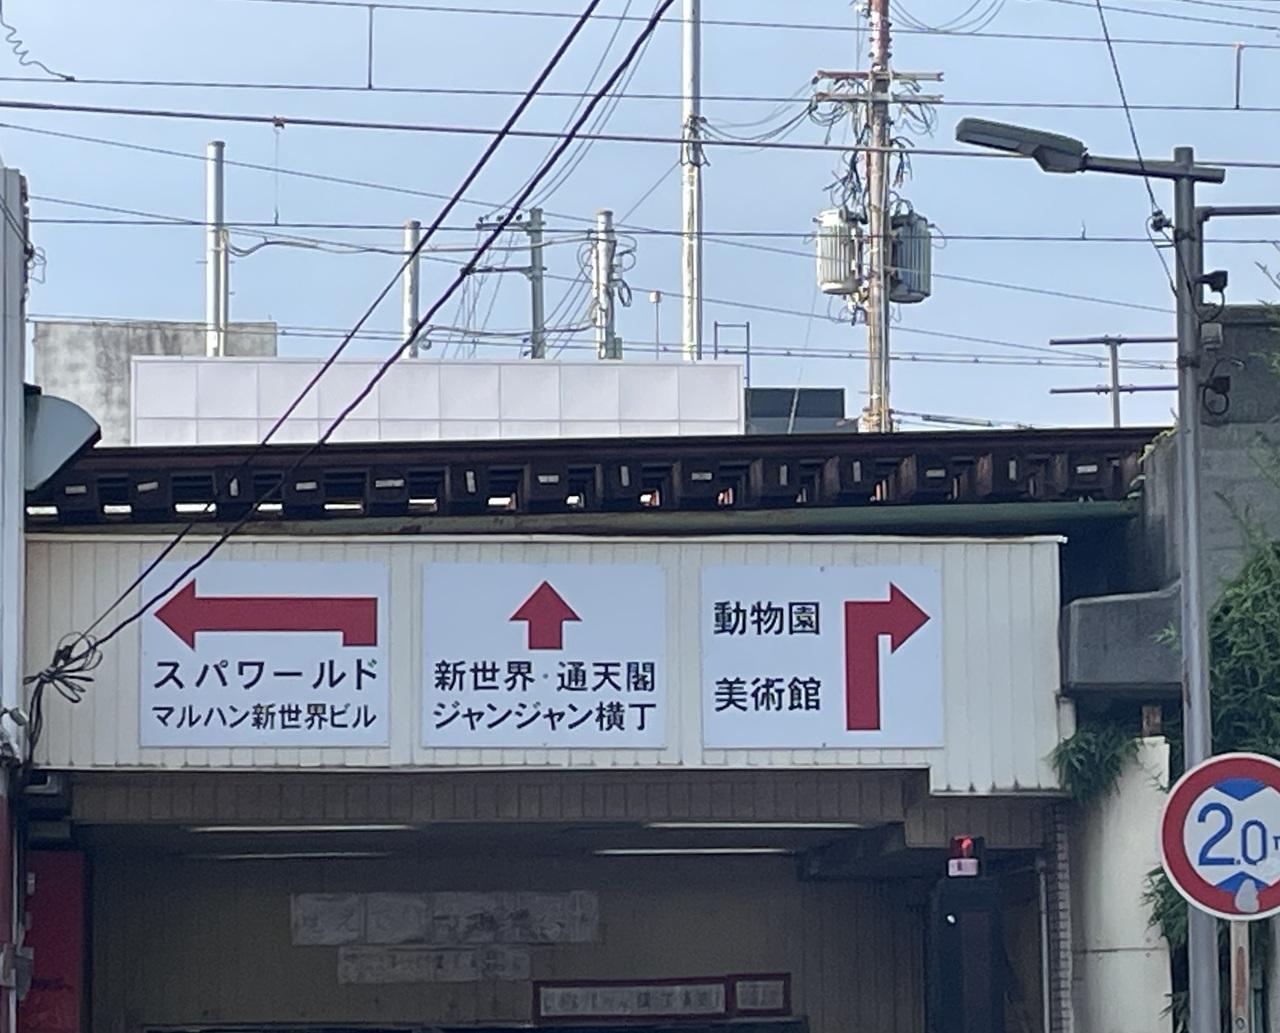 スパワールド
マルハン新世界ビル
新世界・通天閣
ジャンジャン横丁
動物園
美術館
2.0m